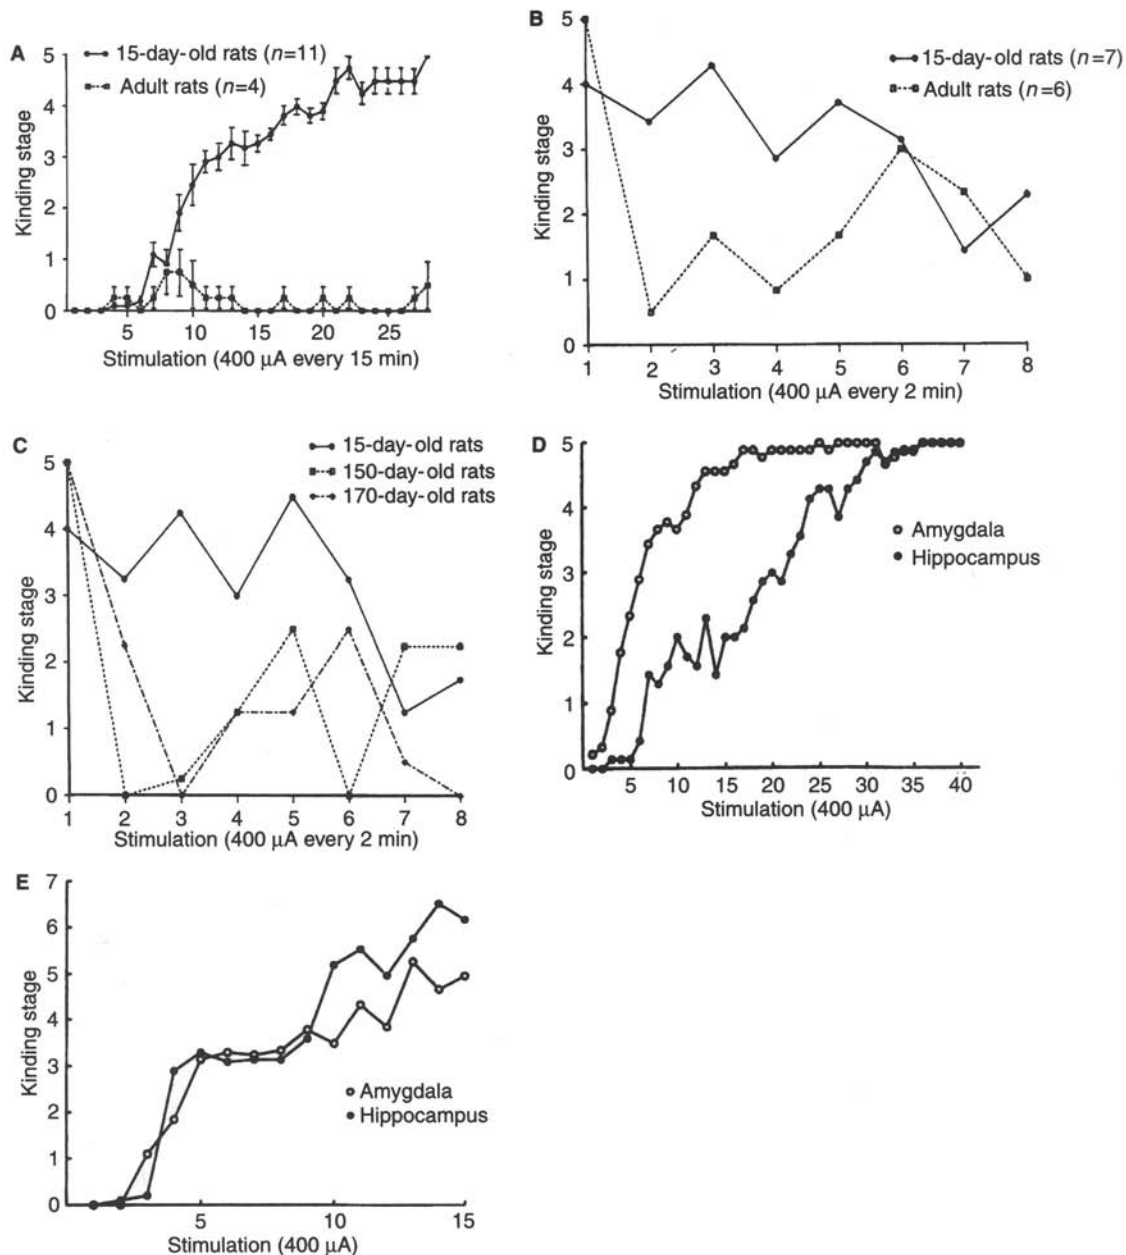 A
15-day-old rats (n=11)
Adult rats (n=4)
Kinding stage
5
4
3
2
1
0
5 10 15 20 25
Stimulation (400 µA every 15 min)
B
15-day-old rats (n=7)
Adult rats (n=6)
Kinding stage
5
4
3
2
1
0
1 2 3 4 5 6 7 8
Stimulation (400 µA every 2 min)
C
15-day-old rats
150-day-old rats
170-day-old rats
Kinding stage
5
4
3
2
1
0
1 2 3 4 5 6 7 8
Stimulation (400 µA every 2 min)
D
Amygdala
Hippocampus
Kinding stage
5
4
3
2
1
0
5 10 15 20 25 30 35 40
Stimulation (400 µA)
E
Kinding stage
7
6
5
4
3
2
1
0
Amygdala
Hippocampus
5 10 15
Stimulation (400 µA)